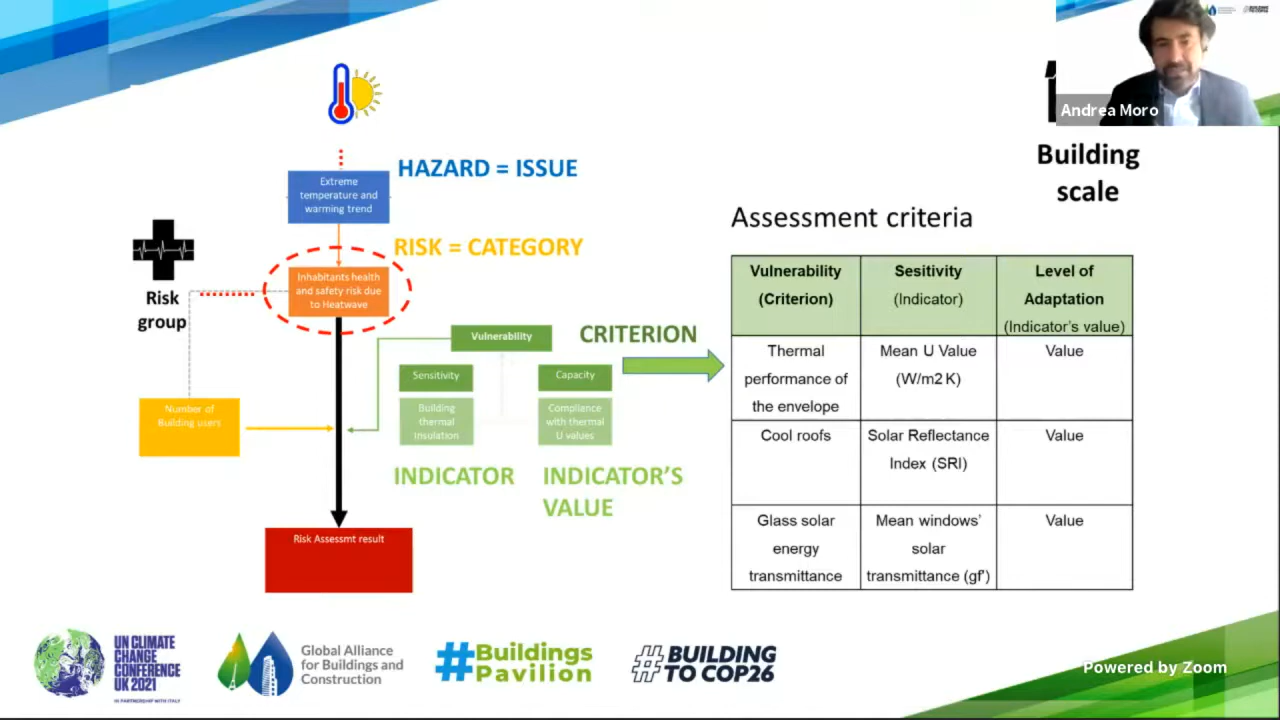 Andrea Moro
Building
scale
HAZARD = ISSUE
Extreme
temperature and
warming trend
RISK = CATEGORY
Inhabitants health
and safety risk due
to Heatwave
Risk
group
Number of
Building users
Vulnerability
CRITERION
Sensitivity
Capacity
Building
thermal
Insulation
Compliance
with thermal
U values
INDICATOR
INDICATOR'S
VALUE
Risk Assessmt result
Assessment criteria
Vulnerability
(Criterion)
Sesitivity
(Indicator)
Level of
Adaptation
(Indicator's value)
Thermal
performance of
the envelope
Mean U Value
(W/m2 K)
Value
Cool roofs
Solar Reflectance
Index (SRI)
Value
Glass solar
energy
transmittance
Mean windows'
solar
transmittance (gf')
Value
UN CLIMATE
CHANGE
CONFERENCE
UK 2021
IN PARTNERSHIP WITH ITALY
Global Alliance
for Buildings and
Construction
#Buildings
Pavilion
#BUILDING
TO COP26
Powered by Zoom